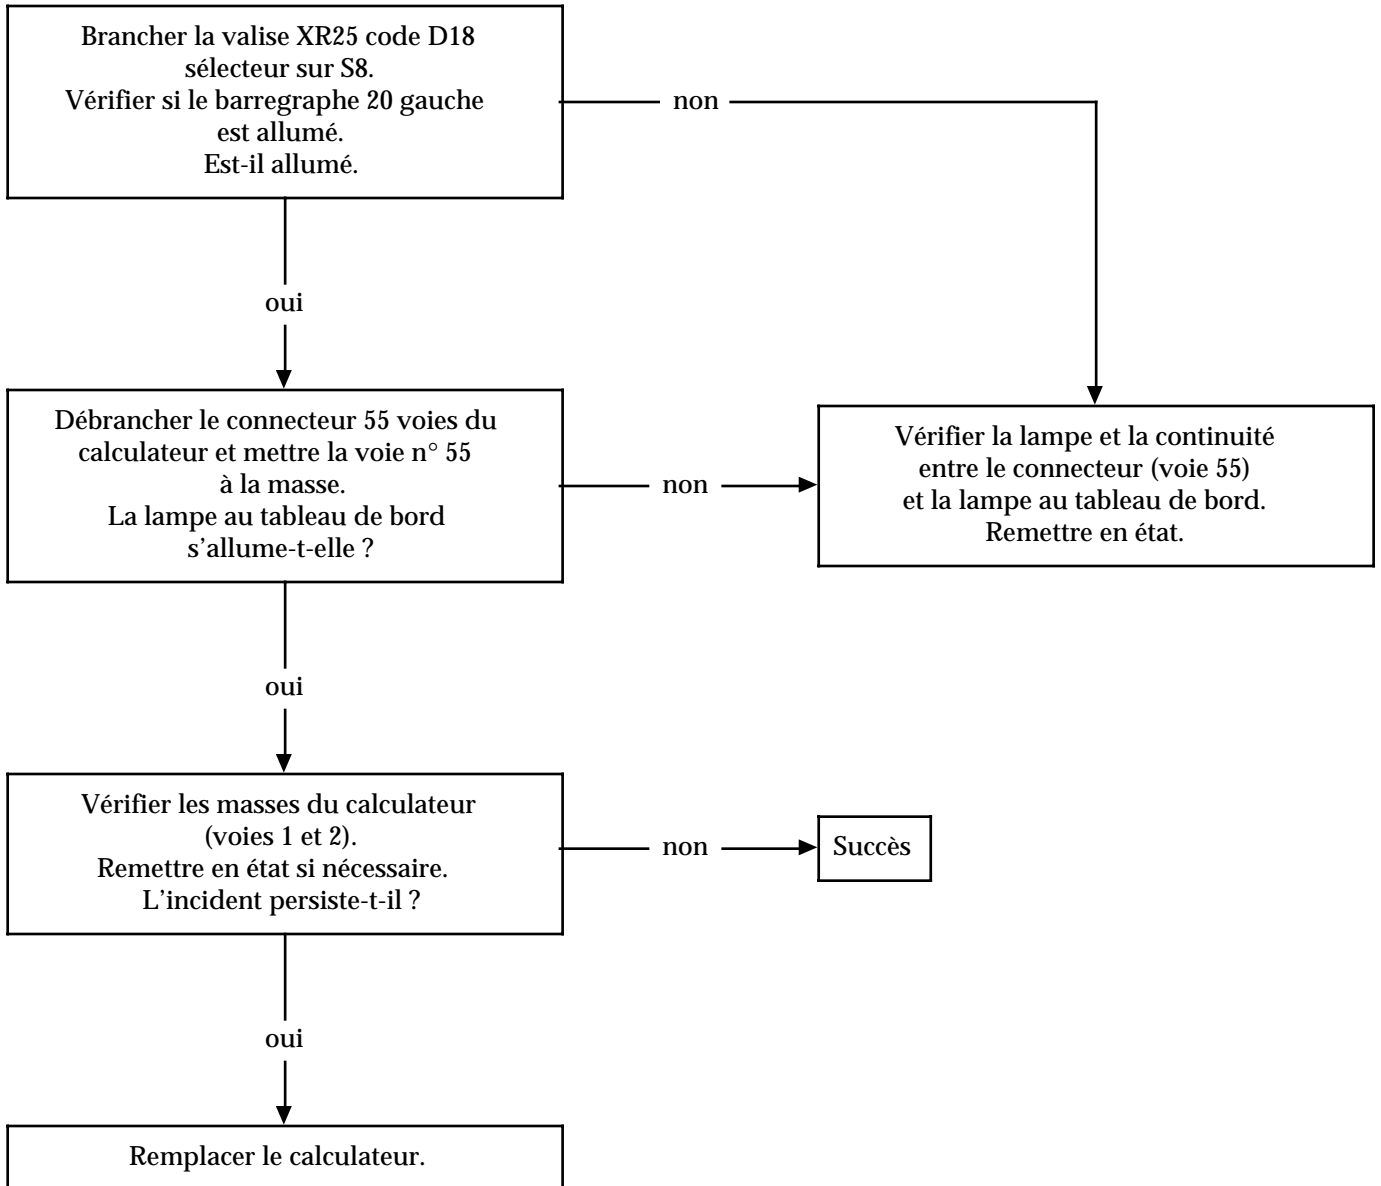 Brancher la valise XR25 code D18
sélecteur sur S8.
Vérifier si le barregraphe 20 gauche
est allumé.
Est-il allumé.
non
oui
Débrancher le connecteur 55 voies du
calculateur et mettre la voie n° 55
à la masse.
La lampe au tableau de bord
s'allume-t-elle ?
non
Vérifier la lampe et la continuité
entre le connecteur (voie 55)
et la lampe au tableau de bord.
Remettre en état.
oui
Vérifier les masses du calculateur
(voies 1 et 2).
Remettre en état si nécessaire.
L'incident persiste-t-il ?
non
Succès
oui
Remplacer le calculateur.